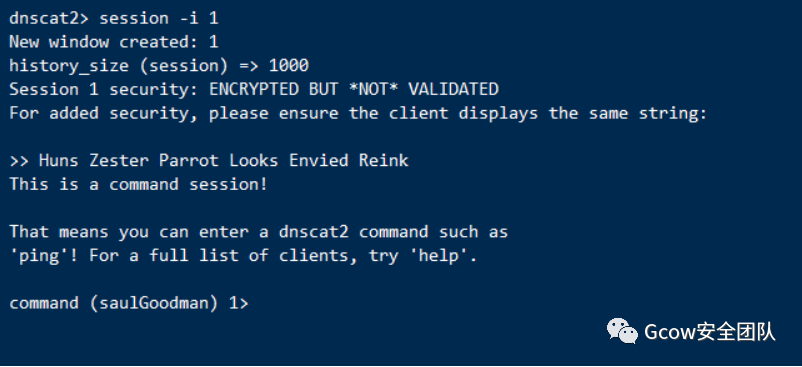 dnscat2> session -i 1
New window created: 1
history_size (session) => 1000
Session 1 security: ENCRYPTED BUT *NOT* VALIDATED
For added security, please ensure the client displays the same string:
>> Huns Zester Parrot Looks Envied Reink
This is a command session!
That means you can enter a dnscat2 command such as
'ping'! For a full list of clients, try 'help'.
command (saulGoodman) 1>
Gcow安全团队